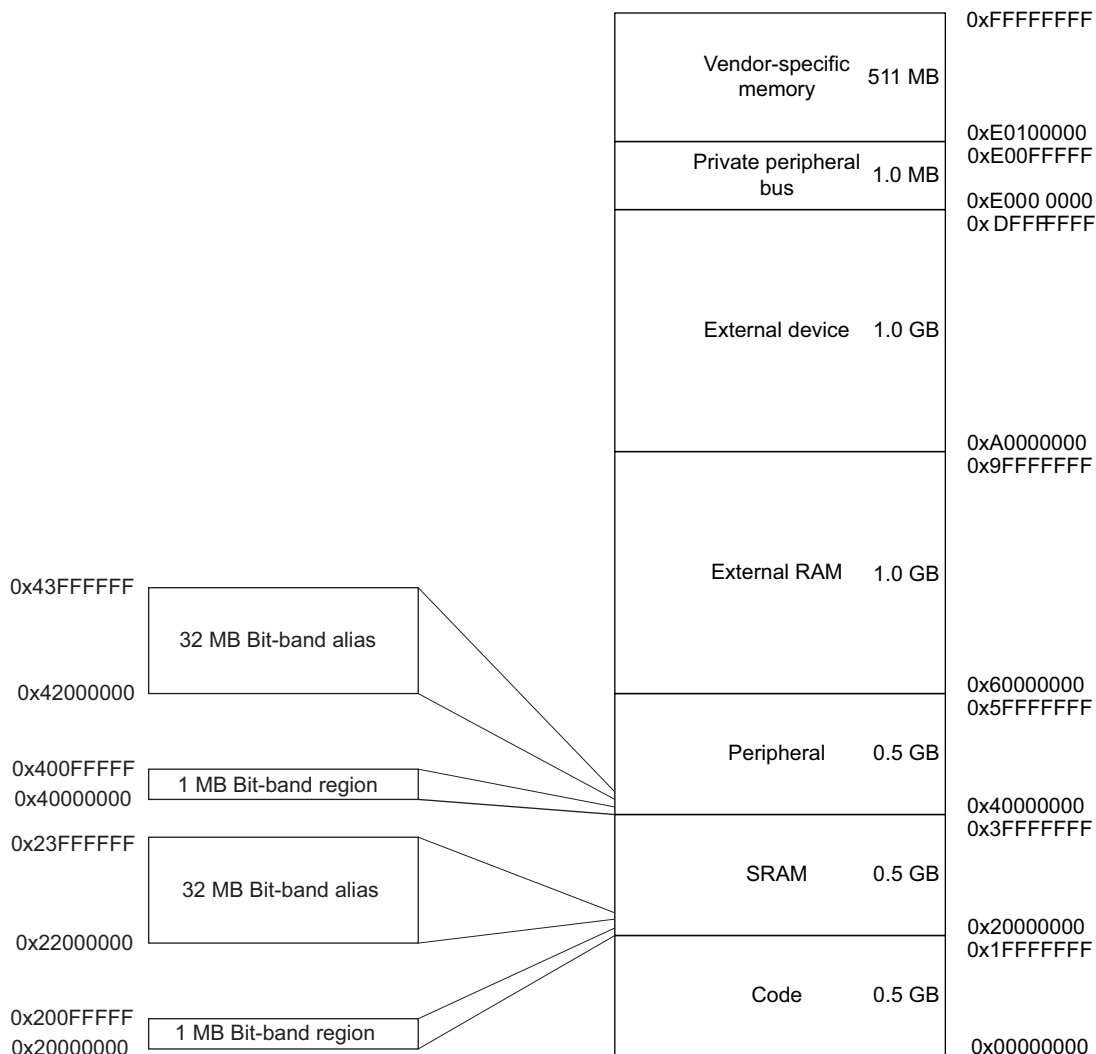 0xFFFFFFFF
Vendor-specific
memory
511 MB
0xE0100000
0xE00FFFFF
Private peripheral
bus
1.0 MB
0xE000 0000
0x DFFFFFFF
External device
1.0 GB
0xA0000000
0x9FFFFFFF
External RAM
1.0 GB
0x43FFFFFF
32 MB Bit-band alias
0x42000000
0x60000000
0x5FFFFFFF
Peripheral
0.5 GB
0x400FFFFF
1 MB Bit-band region
0x40000000
0x40000000
0x3FFFFFFF
0x23FFFFFF
32 MB Bit-band alias
0x22000000
SRAM
0.5 GB
0x20000000
0x1FFFFFFF
Code
0.5 GB
0x200FFFFF
1 MB Bit-band region
0x20000000
0x00000000